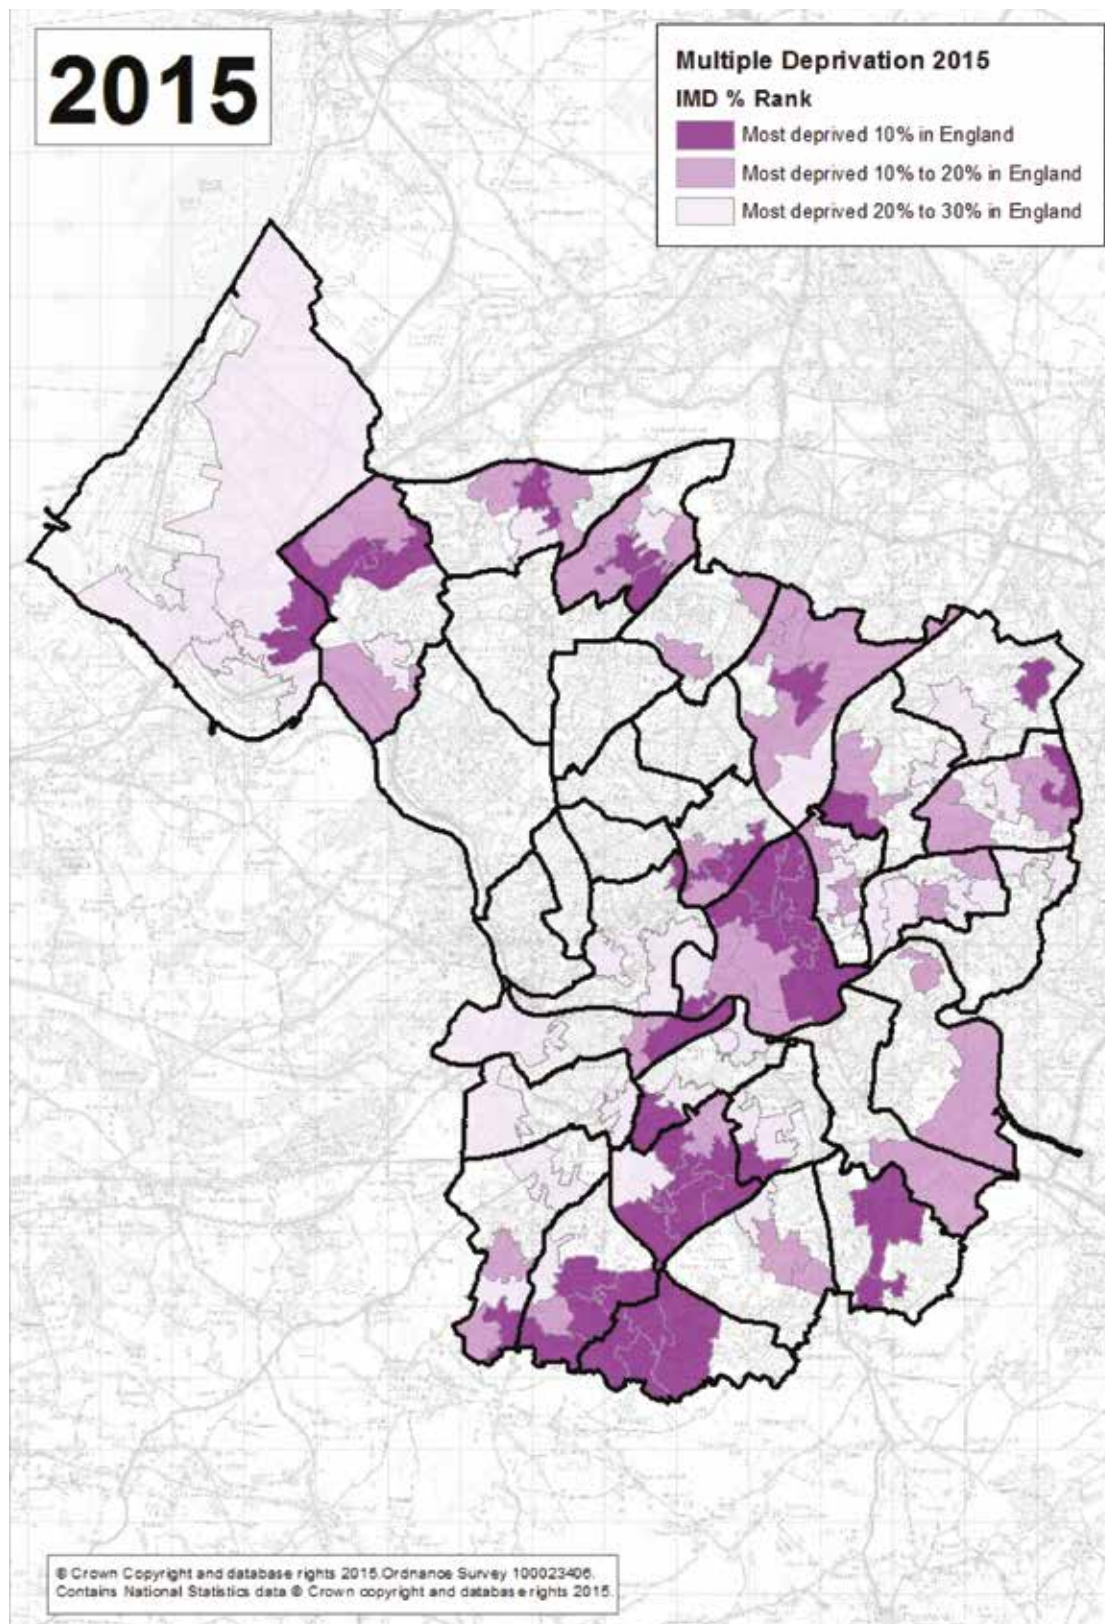 2015
Multiple Deprivation 2015
IMD % Rank
Most deprived 10% in England
Most deprived 10% to 20% in England
Most deprived 20% to 30% in England
© Crown Copyright and database rights 2015.Ordnance Survey 100023406.
Contains National Statistics data © Crown copyright and database rights 2015.